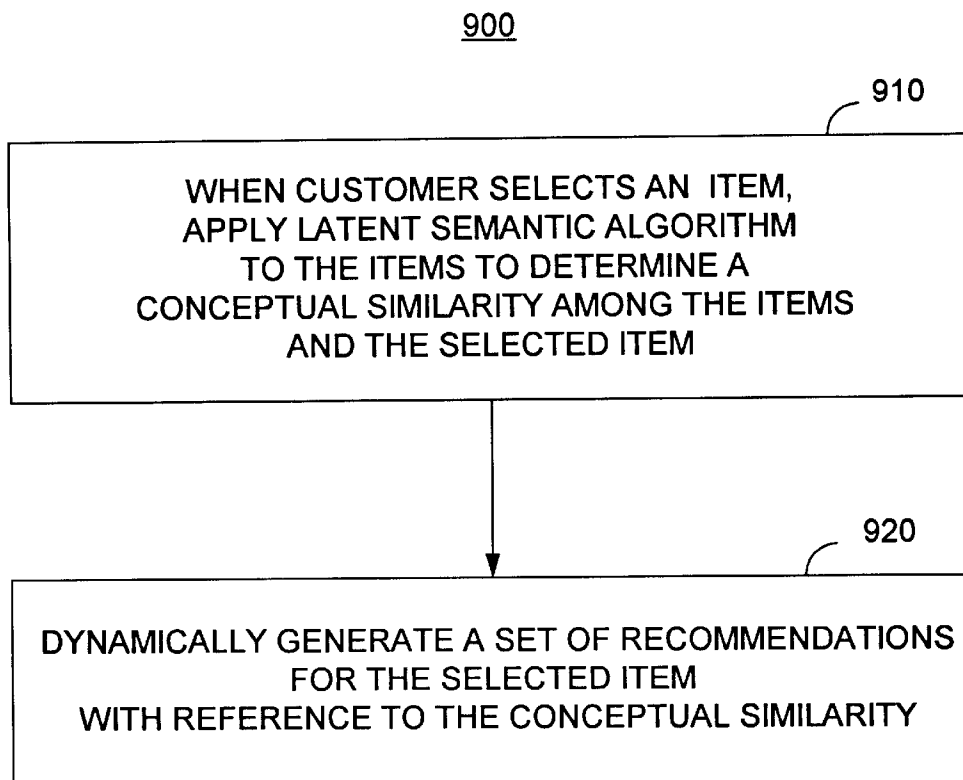 900
910
WHEN CUSTOMER SELECTS AN ITEM,
APPLY LATENT SEMANTIC ALGORITHM
TO THE ITEMS TO DETERMINE A
CONCEPTUAL SIMILARITY AMONG THE ITEMS
AND THE SELECTED ITEM
920
DYNAMICALLY GENERATE A SET OF RECOMMENDATIONS
FOR THE SELECTED ITEM
WITH REFERENCE TO THE CONCEPTUAL SIMILARITY